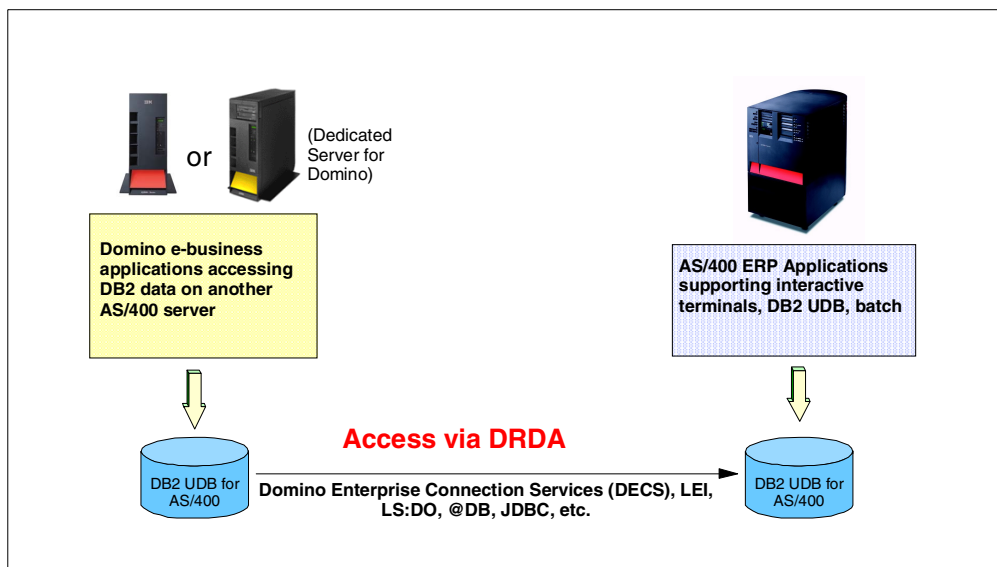 or
(Dedicated
Server for
Domino)
Domino e-business
applications accessing
DB2 data on another
AS/400 server
AS/400 ERP Applications
supporting interactive
terminals, DB2 UDB, batch
Access via DRDA
DB2 UDB for
AS/400
Domino Enterprise Connection Services (DECS), LEI,
LS:DO, @DB, JDBC, etc.
DB2 UDB for
AS/400